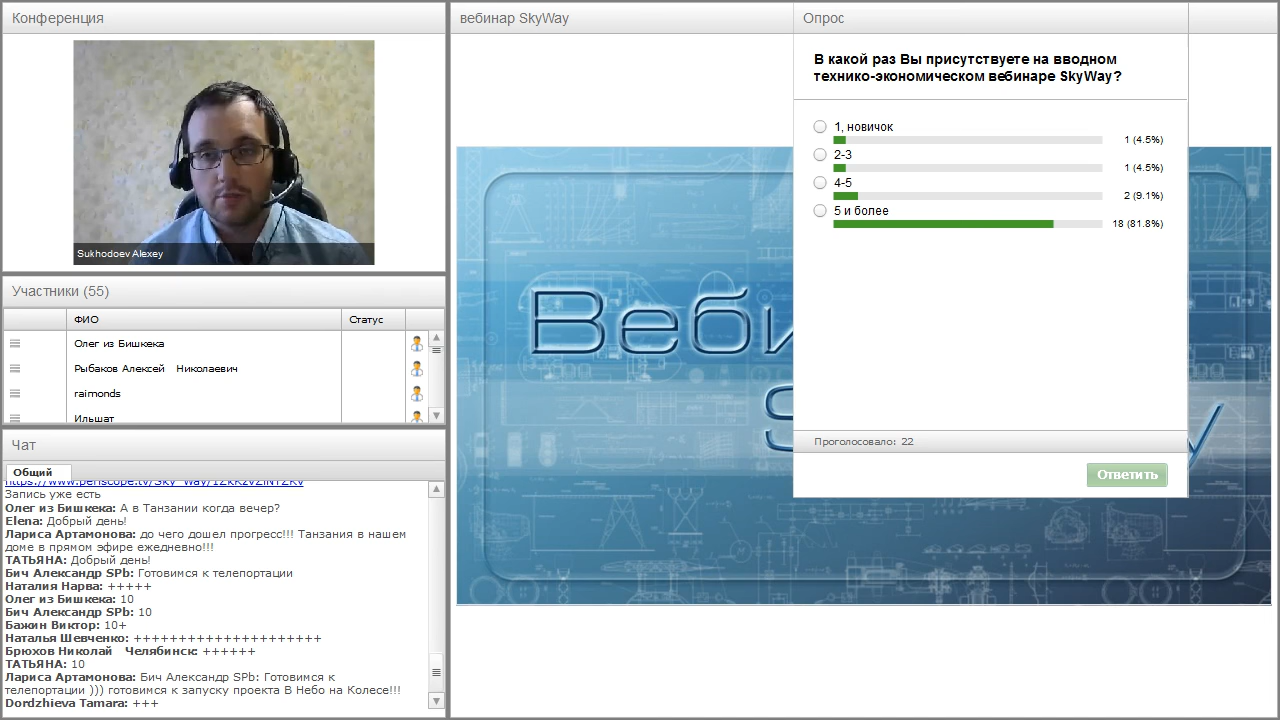 Конференция
Sukhodoev Alexey
Участники (55)
ФИО Статус
Олег из Бишкека
Рыбаков Алексей Николаевич
raimonds
Ильшат
Чат
Общий
Запись уже есть
Олег из Бишкека: А в Танзании когда вечер?
Elena: Добрый день!
Лариса Артамонова: до чего дошел прогресс!!! Танзания в нашем
доме в прямом эфире ежедневно!!!
ТАТЬЯНА: Добрый день!
Бич Александр SPb: Готовимся к телепортации
Наталия Нарва: +++++
Олег из Бишкека: 10
Бич Александр SPb: 10
Бажин Виктор: 10+
Наталья Шевченко: +++++++++++++++++++++
Брюхов Николай Челябинск: ++++++
ТАТЬЯНА: 10
Лариса Артамонова: Бич Александр SPb: Готовимся к
телепортации ))) готовимся к запуску проекта В Небо на Колесе!!!
Dordzhieva Tamara: +++
вебинар SkyWay
Веби
S
y
Опрос
В какой раз Вы присутствуете на вводном
технико-экономическом вебинаре SkyWay?
1, новичок
1 (4.5%)
2-3
1 (4.5%)
4-5
2 (9.1%)
5 и более
18 (81.8%)
Проголосовало: 22
Ответить